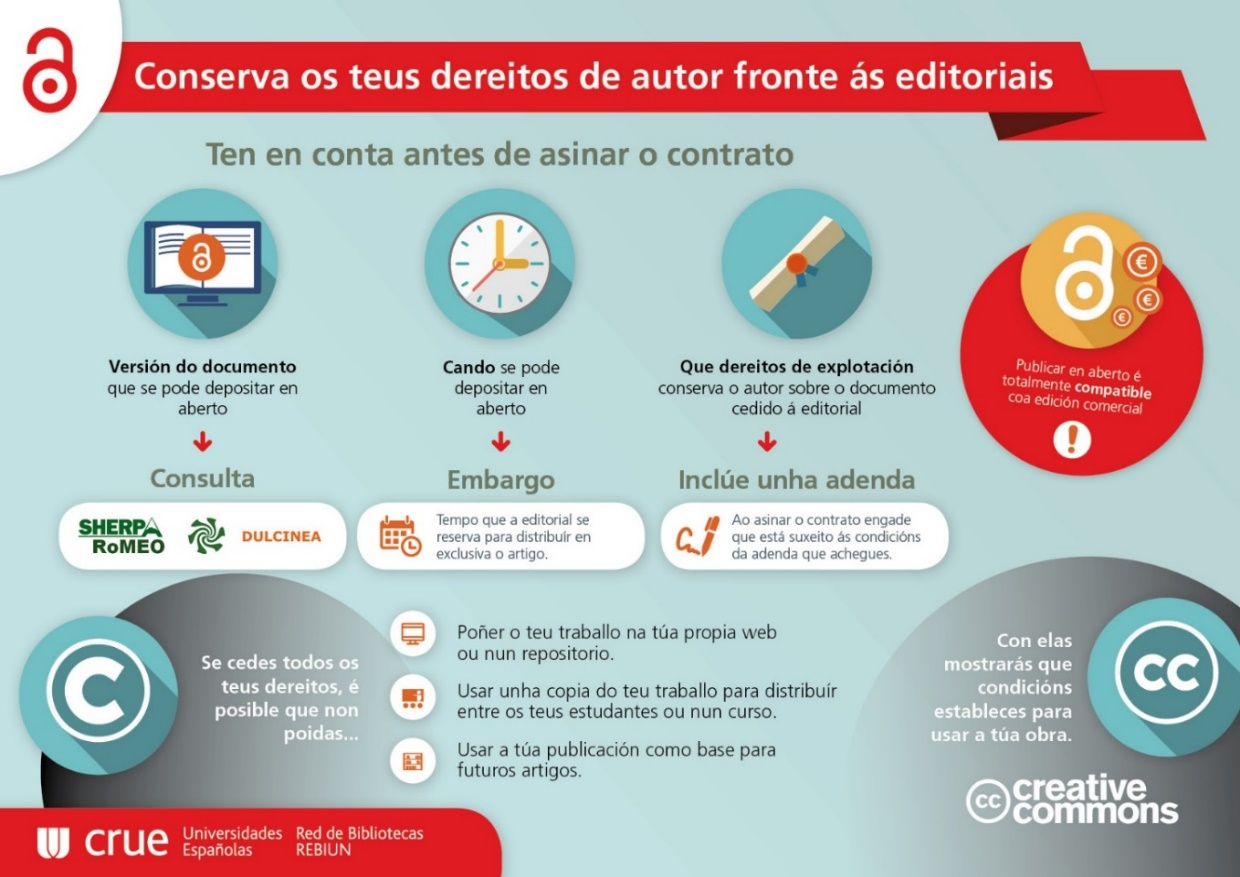 Conserva os teus dereitos de autor fronte ás editoriais
Ten en conta antes de asinar o contrato
Versión do documento
que se pode depositar en
aberto
Consulta
SHERPA
RoMEO
DULCINEA
Cando se pode
depositar en
aberto
Embargo
Tempo que a editorial se
reserva para distribuír en
exclusiva o artigo.
Que dereitos de explotación
conserva o autor sobre o documento
cedido á editorial
Inclúe unha adenda
Ao asinar o contrato engade
que está suxeito ás condicións
da adenda que achegues.
€
€
€
Publicar en aberto é
totalmente compatible
coa edición comercial
!
C
Se cedes todos os
teus dereitos, é
posible que non
poidas...
Poñer o teu traballo na túa propia web
ou nun repositorio.
Usar unha copia do teu traballo para distribuír
entre os teus estudantes ou nun curso.
Usar a túa publicación como base para
futuros artigos.
Con elas
mostrarás que
condicións
estableces para
usar a túa obra.
cc
cc creative
commons
crue
Universidades
Españolas
Red de Bibliotecas
REBIUN